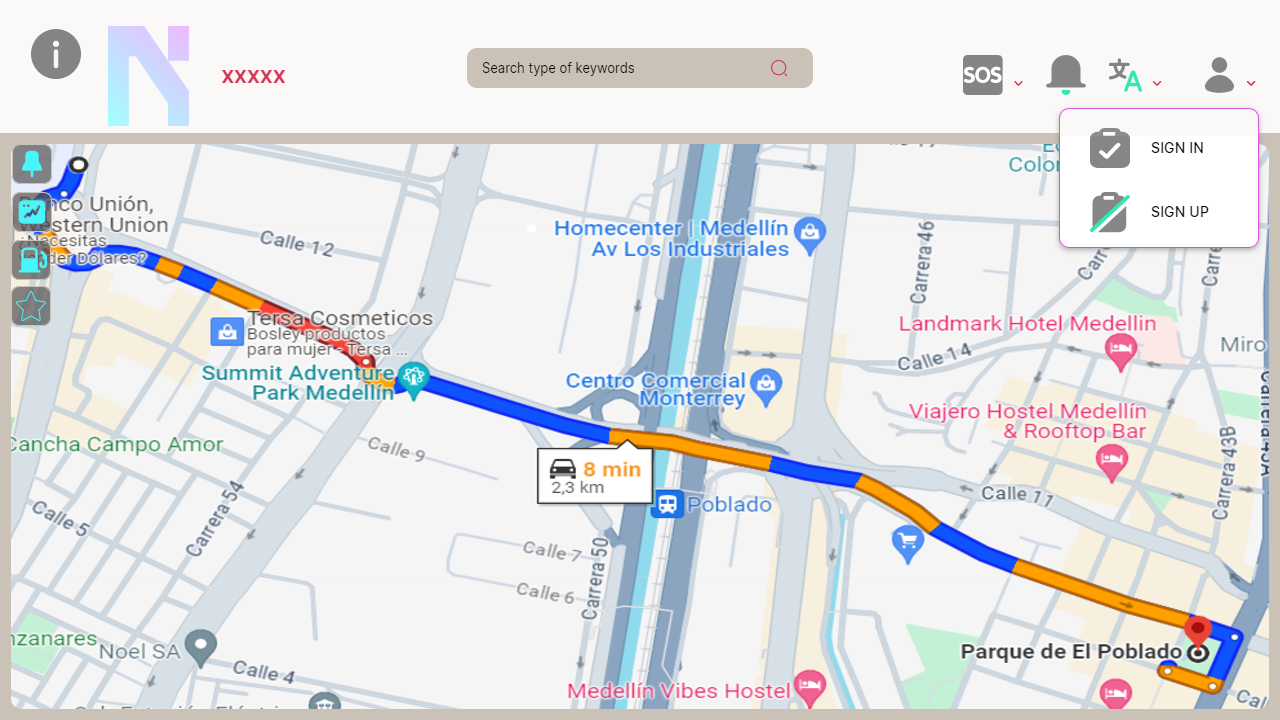 XXXXX
Search type of keywords
SOS
文A
SIGN IN
SIGN UP
Unión,
Western Union
¿Necesitas
Dólares?
Calle 12
Homecenter | Medellín
Av Los Industriales
Carrera 46
Landmark Hotel Medellin
Miro
Calle 14
Tersa Cosmeticos
Bosley productos
para mujer - Tersa ...
Summit Adventure
Park Medellín
Centro Comercial
Monterrey
Viajero Hostel Medellín
& Rooftop Bar
Cancha Campo Amor
Calle 9
8 min
2,3 km
Poblado
Calle 11
Carrera 43B
Carrera 54
Calle 5
Calle 7
Calle 6
Carrera 50
nzanares
Noel SA
Calle 4
Parque de El Poblado
Medellín Vibes Hostel